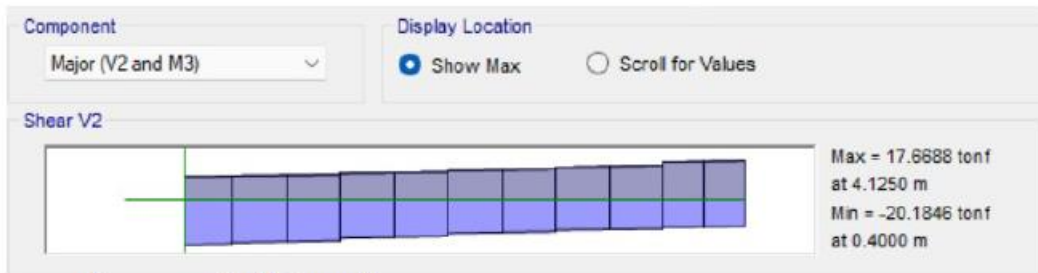 Component
Major (V2 and M3)
Display Location
Show Max
Scroll for Values
Shear V2
Max = 17.6688 tonf
at 4.1250 m
Min = -20.1846 tonf
at 0.4000 m